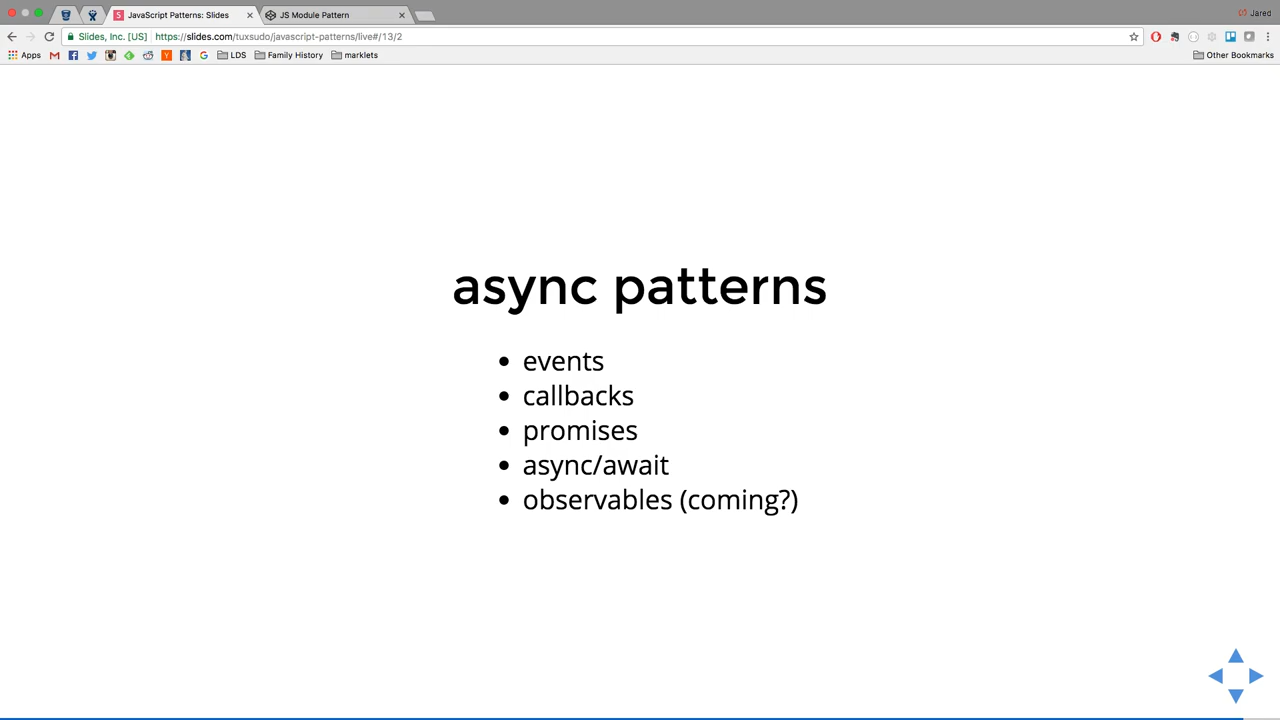 JavaScript Patterns: Slides
JS Module Pattern
Jared
Slides, Inc. [US]
https://slides.com/tuxsudo/javascript-patterns/live#/13/2
Apps
LDS
Family History
marklets
Other Bookmarks
async patterns
• events
• callbacks
• promises
• async/await
• observables (coming?)